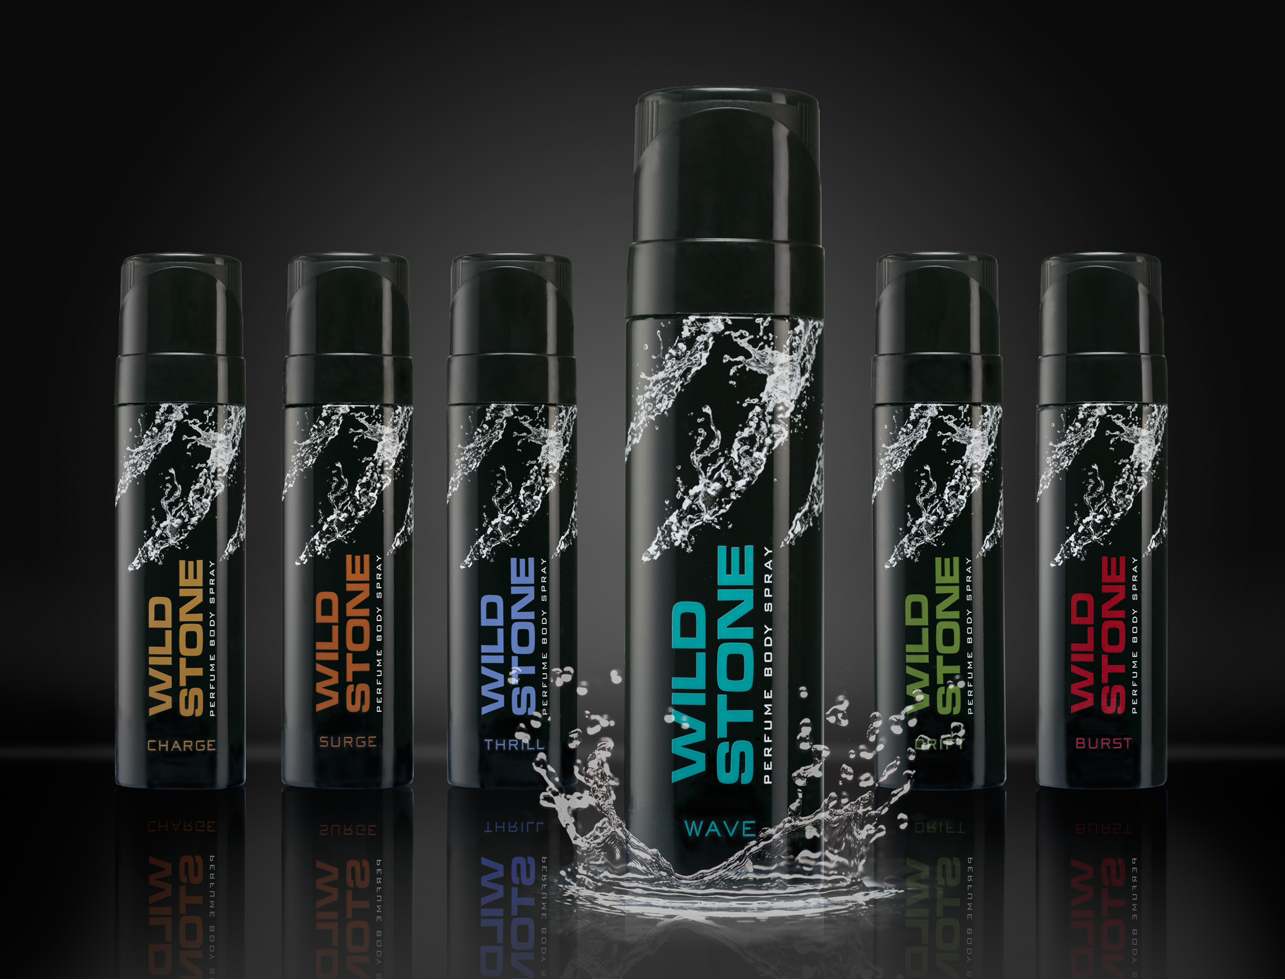 WILD
STONE
PERFUME BODY SPRAY
CHARGE
WILD
STONE
PERFUME BODY SPRAY
SURGE
WILD
STONE
PERFUME BODY SPRAY
THRILL
WILD
STONE
PERFUME BODY SPRAY
WAVE
WILD
STONE
PERFUME BODY SPRAY
DRIFT
WILD
STONE
PERFUME BODY SPRAY
BURST